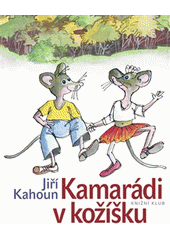 Jiří
Kahoun
Kamarádi
KNIŽNÍ KLUB
v kožíšku